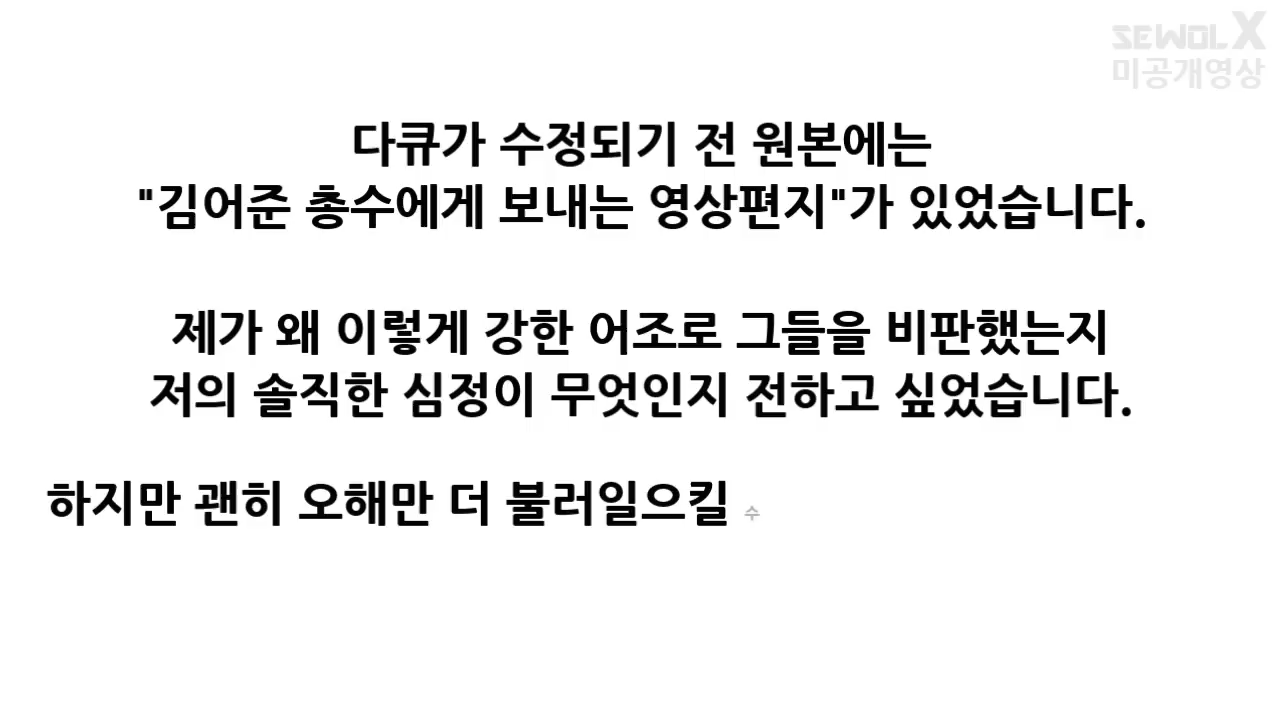 SEWOLX
미공개영상
다큐가 수정되기 전 원본에는
"김어준 총수에게 보내는 영상편지"가 있었습니다.
제가 왜 이렇게 강한 어조로 그들을 비판했는지
저의 솔직한 심정이 무엇인지 전하고 싶었습니다.
하지만 괜히 오해만 더 불러일으킬 수